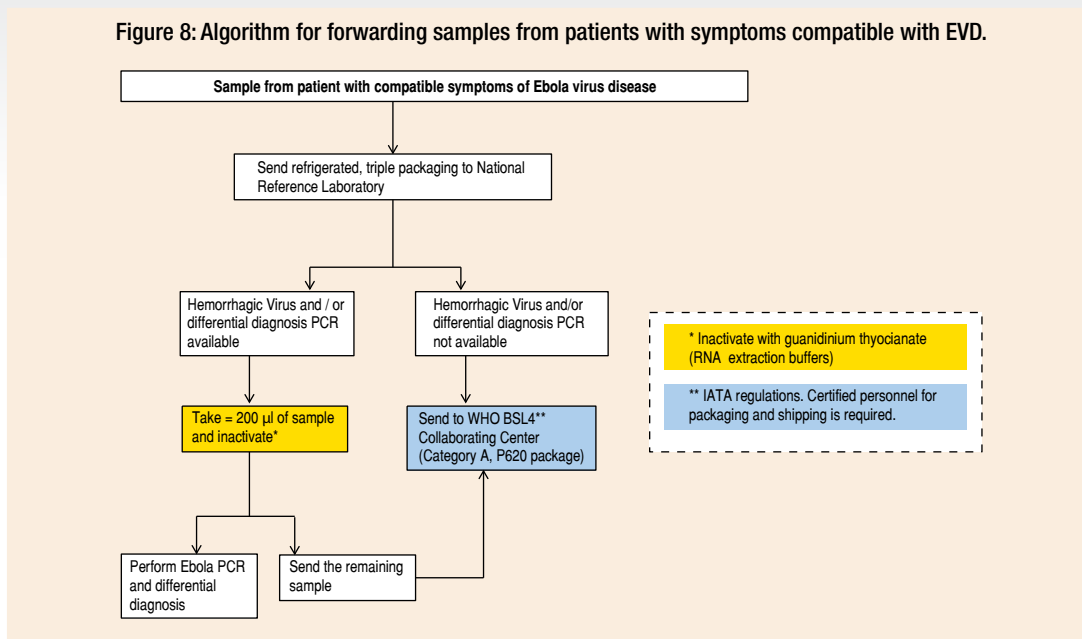 Figure 8: Algorithm for forwarding samples from patients with symptoms compatible with EVD.
Sample from patient with compatible symptoms of Ebola virus disease
Send refrigerated, triple packaging to National
Reference Laboratory
Hemorrhagic Virus and / or
differential diagnosis PCR
available
Hemorrhagic Virus and/or
differential diagnosis PCR
not available
* Inactivate with guanidinium thyocianate
(RNA extraction buffers)
** IATA regulations. Certified personnel for
packaging and shipping is required.
Take = 200 µl of sample
and inactivate*
Send to WHO BSL4**
Collaborating Center
(Category A, P620 package)
Perform Ebola PCR
and differential
diagnosis
Send the remaining
sample